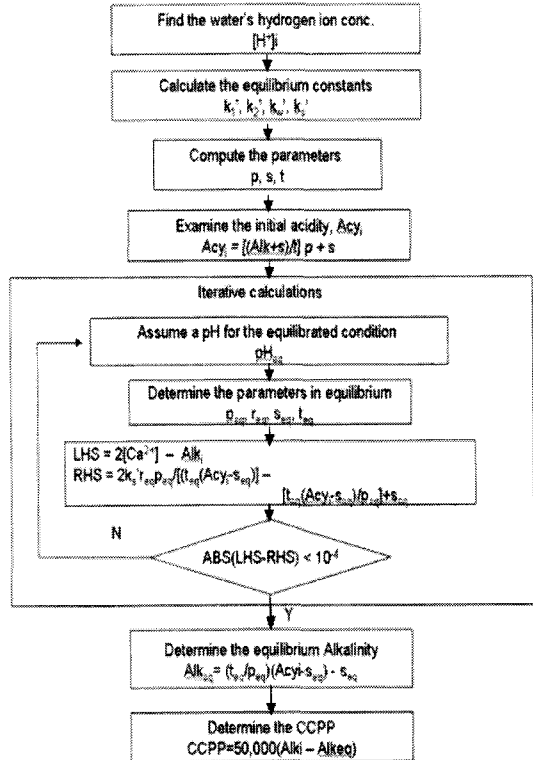 Find the water's hydrogen ion conc.
[H⁺]i
Calculate the equilibrium constants
k₁', k₂', kw', ks'
Compute the parameters
p, s, t
Examine the initial acidity, Acyᵢ
Acyᵢ = [(Alk+s)/t] p + s
Iterative calculations
Assume a pH for the equilibrated condition
pHeq
Determine the parameters in equilibrium
peq, req, seq, teq
LHS = 2[Ca²⁺] – Alkᵢ
RHS = 2ks'reqpeq/[(teq(Acyᵢ-seq)] –
[teq(Acyᵢ-seq)/peq]+seq
N
ABS(LHS-RHS) < 10⁻⁴
Y
Determine the equilibrium Alkalinity
Alkeq = (teq/peq)(Acyi-seq) - seq
Determine the CCPP
CCPP=50,000(Alki – Alkeq)